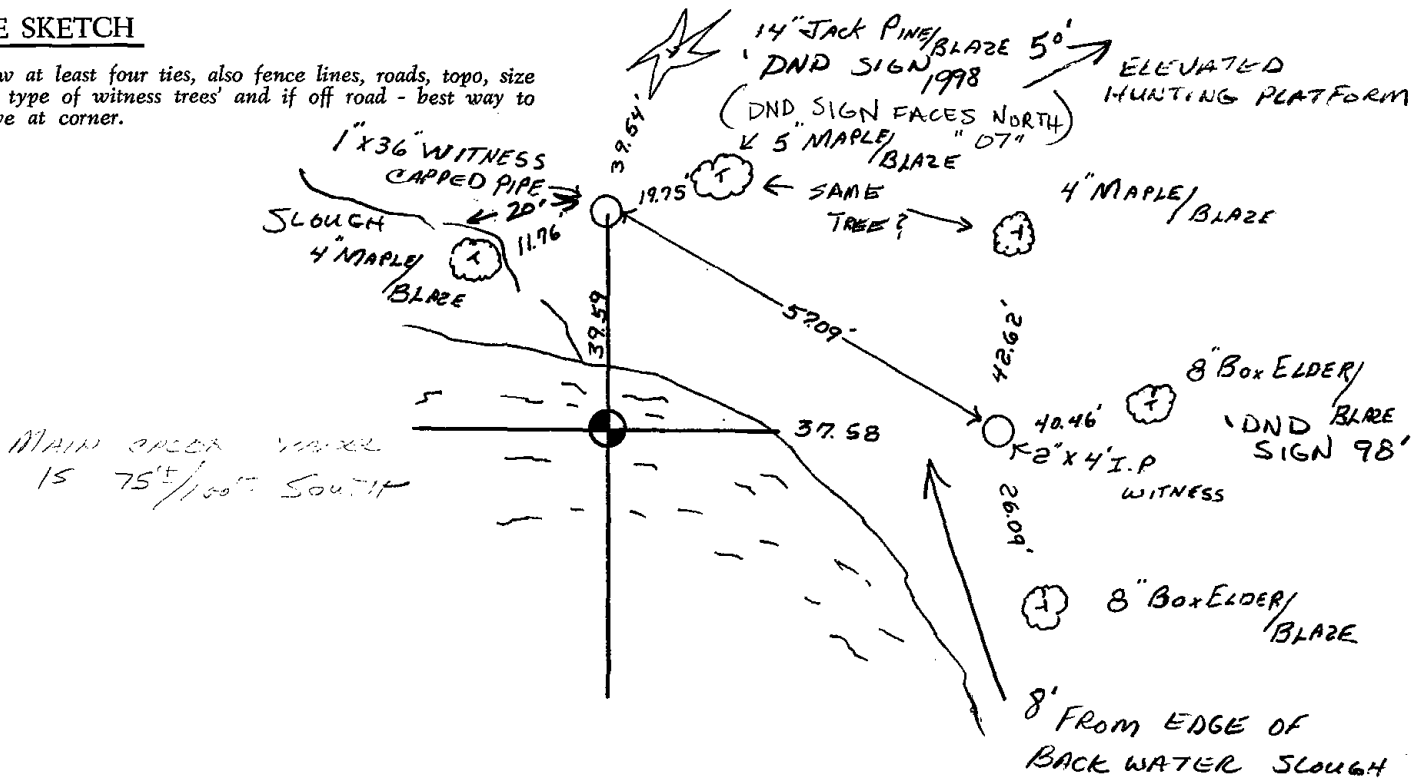 E SKETCH
w at least four ties, also fence lines, roads, topo, size
type of witness trees' and if off road - best way to
ve at corner.
14" JACK PINE/BLAZE 50'
'DND SIGN 1998
(DND SIGN FACES NORTH)
"07"
ELEVATED
HUNTING PLATFORM
39.54'
1"X36" WITNESS
CAPPED PIPE
5" MAPLE/
BLAZE
19.75'
SAME
TREE?
4" MAPLE/
BLAZE
20'
SLOUGH
11.76'
4" MAPLE/
BLAZE
39.59
57.09'
42.62'
8" BOX ELDER/
BLAZE
'DND
SIGN 98'
40.46'
2" X 4' I.P
WITNESS
37.58
MAIN
IS 75'±/100'± SOUTH
26.09'
8" BOX ELDER/
BLAZE
8' FROM EDGE OF
BACK WATER SLOUGH